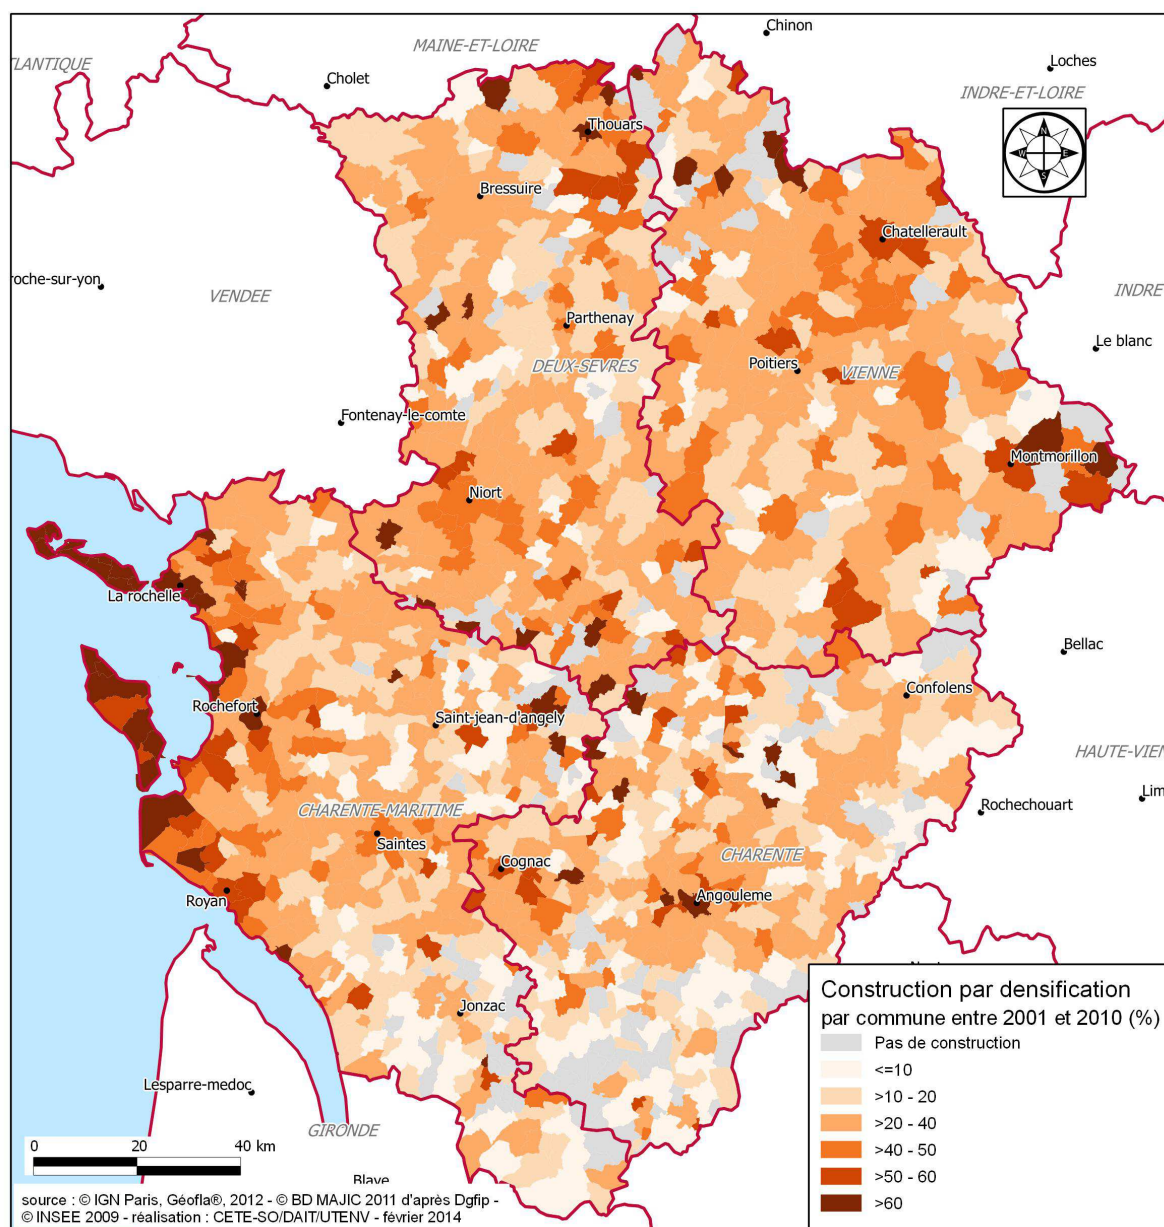 Chinon
MAINE-ET-LOIRE
TLANTIQUE
Loches
Cholet
INDRE-ET-LOIRE
Thouars
N
W E
S
Bressuire
Chatellerault
roche-sur-yon
VENDEE
INDRE
Parthenay
Le blanc
DEUX-SEVRES
Poitiers
VIENNE
Fontenay-le-comte
Montmorillon
Niort
La rochelle
Bellac
Confolens
Rochefort
Saint-jean-d'angely
HAUTE-VIEN
Lim
Rochechouart
CHARENTE-MARITIME
Saintes
Cognac
CHARENTE
Angouleme
Royan
Jonzac
Lesparre-medoc
GIRONDE
Blaye
0 20 40 km
Construction par densification
par commune entre 2001 et 2010 (%)
Pas de construction
<=10
>10 - 20
>20 - 40
>40 - 50
>50 - 60
>60
source : © IGN Paris, Géofla®, 2012 - © BD MAJIC 2011 d'après Dgfip -
© INSEE 2009 - réalisation : CETE-SO/DAIT/UTENV - février 2014